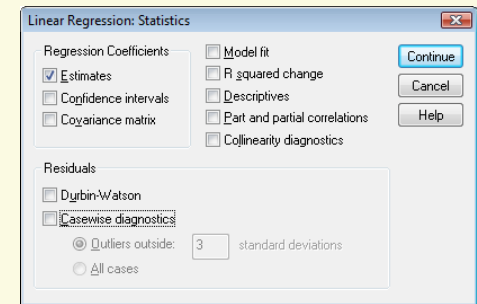 Linear Regression: Statistics
Regression Coefficients
Estimates
Confidence intervals
Covariance matrix
Model fit
R squared change
Descriptives
Part and partial correlations
Collinearity diagnostics
Continue
Cancel
Help
Residuals
Durbin-Watson
Casewise diagnostics
Outliers outside: 3 standard deviations
All cases